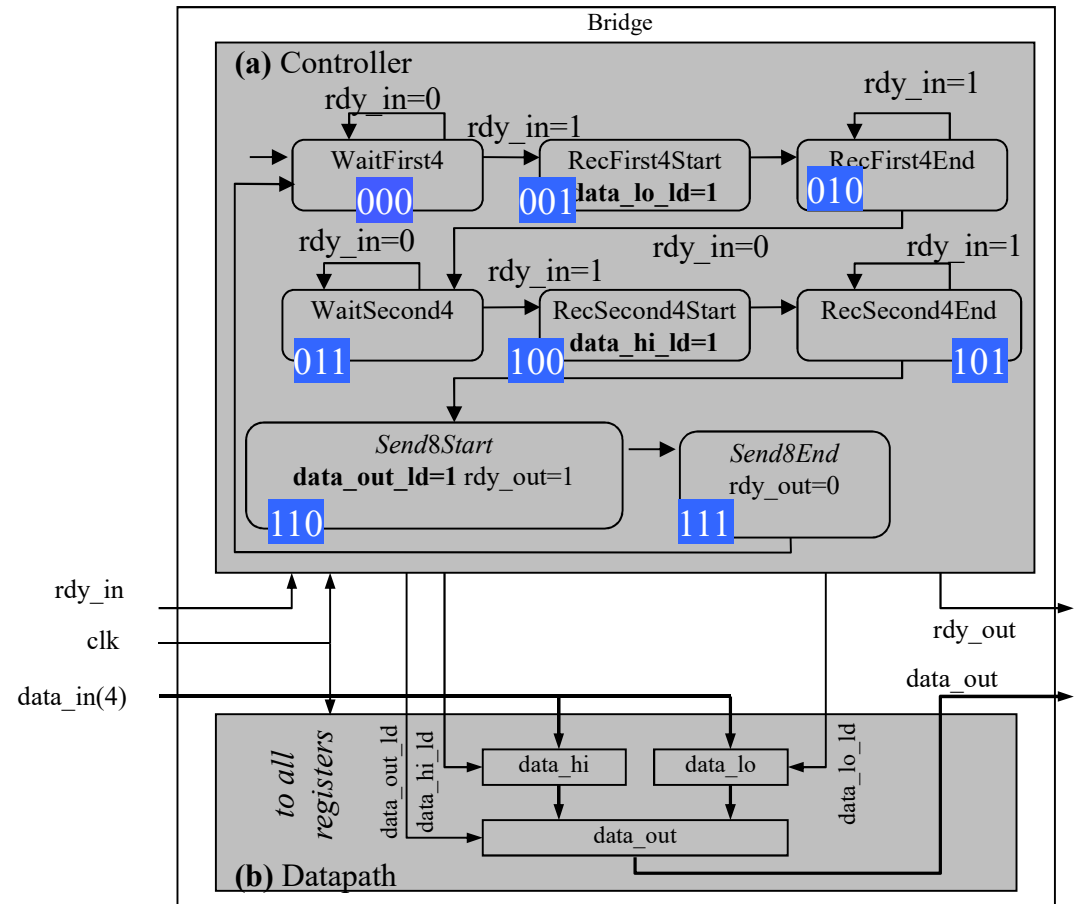 Bridge
(a) Controller
rdy_in=0
rdy_in=1
rdy_in=1
WaitFirst4
000
RecFirst4Start
data_lo_ld=1
001
RecFirst4End
010
rdy_in=0
rdy_in=1
rdy_in=0
rdy_in=1
WaitSecond4
011
RecSecond4Start
data_hi_ld=1
100
RecSecond4End
101
Send8Start
data_out_ld=1 rdy_out=1
110
Send8End
rdy_out=0
111
rdy_in
clk
data_in(4)
rdy_out
data_out
to all
registers
data_out_ld
data_hi_ld
data_hi
data_lo
data_lo_ld
data_out
(b) Datapath